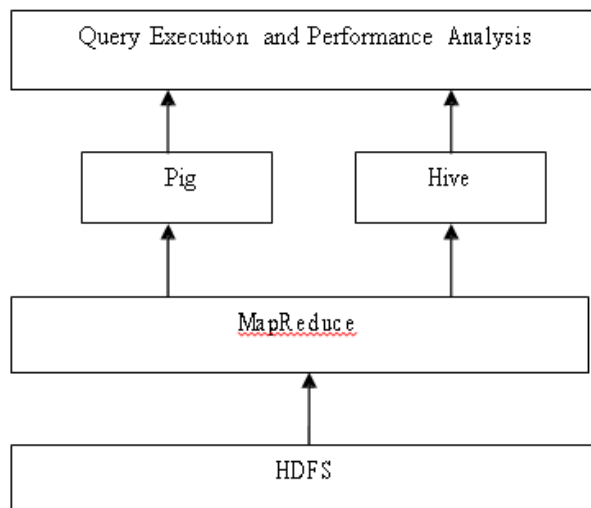 Query Execution and Performance Analysis
Pig
Hive
MapReduce
HDFS